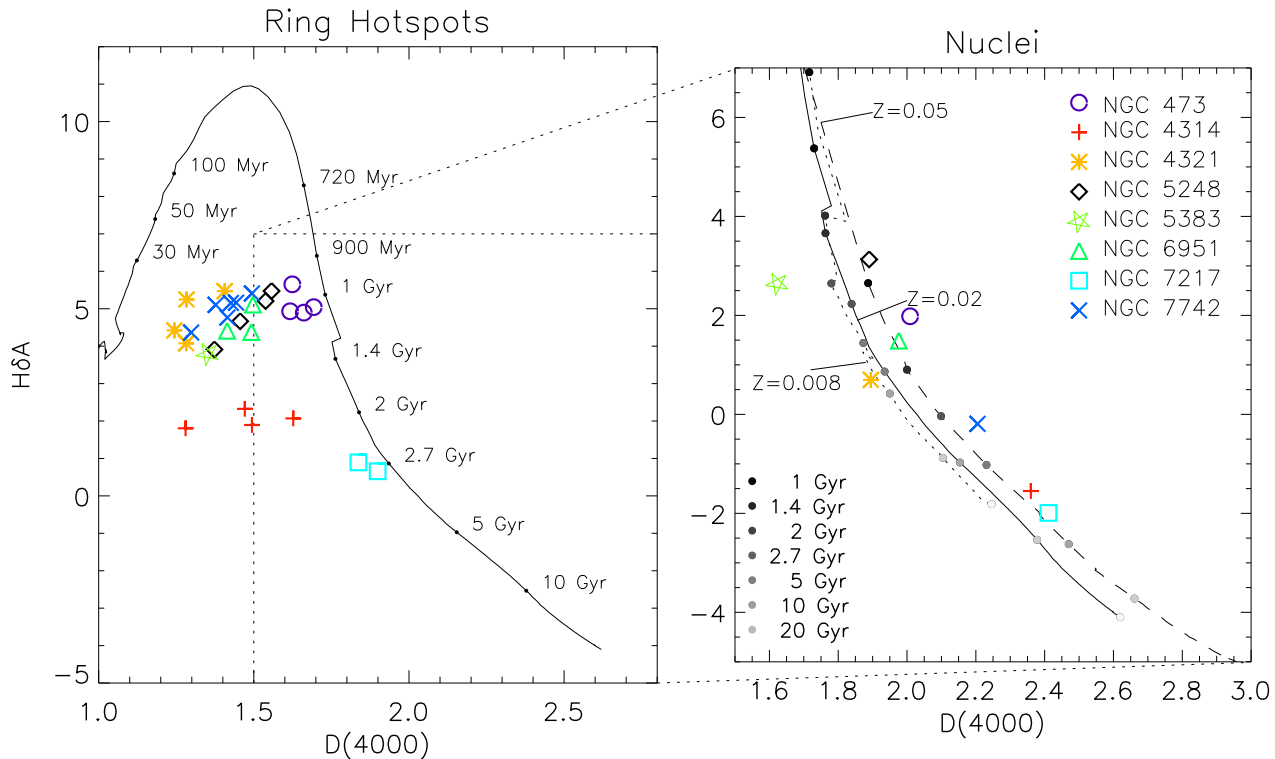 Ring Hotspots
10
5
0
−5
HδA
100 Myr
50 Myr
30 Myr
720 Myr
900 Myr
1 Gyr
1.4 Gyr
2 Gyr
2.7 Gyr
5 Gyr
10 Gyr
1.0
1.5
2.0
2.5
D(4000)
Nuclei
6
4
2
0
−2
−4
Z=0.05
Z=0.02
Z=0.008
NGC 473
NGC 4314
NGC 4321
NGC 5248
NGC 5383
NGC 6951
NGC 7217
NGC 7742
1 Gyr
1.4 Gyr
2 Gyr
2.7 Gyr
5 Gyr
10 Gyr
20 Gyr
1.6
1.8
2.0
2.2
2.4
2.6
2.8
3.0
D(4000)